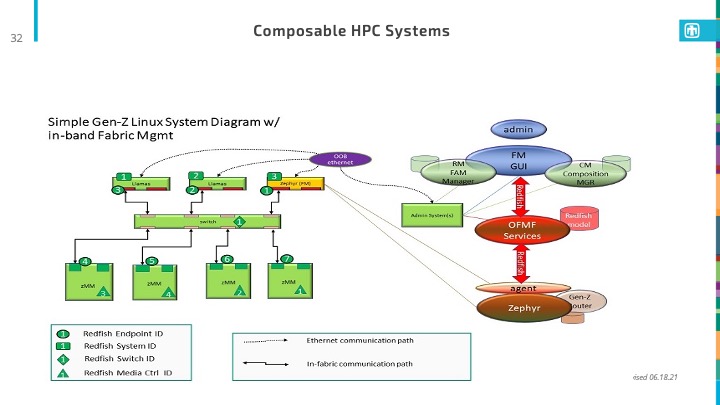 32
Composable HPC Systems
Simple Gen-Z Linux System Diagram w/
in-band Fabric Mgmt
OOB
ethernet
1
2
3
Llamas
Llamas
Zephyr (FM)
3
2
1
switch
1
4
5
6
7
zMM
zMM
zMM
zMM
3
4
2
1
admin
FM
GUI
RM
FAM
Manager
CM
Composition
MGR
Redfish
Admin System(s)
OFMF
Services
Redfish
model
Redfish
agent
Zephyr
Gen-Z
1 Redfish Endpoint ID
1 Redfish System ID
1 Redfish Switch ID
1 Redfish Media Ctrl ID
Ethernet communication path
In-fabric communication path
06.18.21